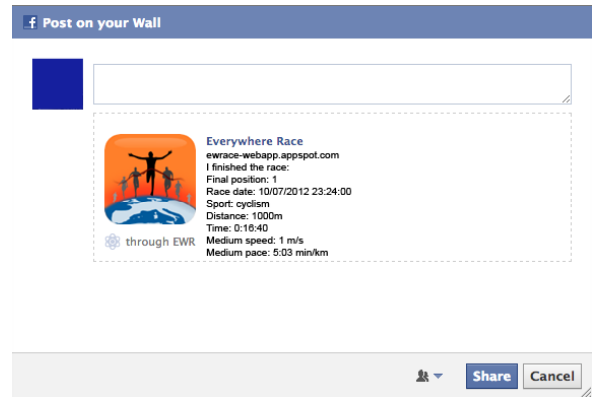 Post on your Wall
Everywhere Race
ewrace-webapp.appspot.com
I finished the race:
Final position: 1
Race date: 10/07/2012 23:24:00
Sport: cyclism
Distance: 1000m
Time: 0:16:40
through EWR
Medium speed: 1 m/s
Medium pace: 5:03 min/km
Share
Cancel